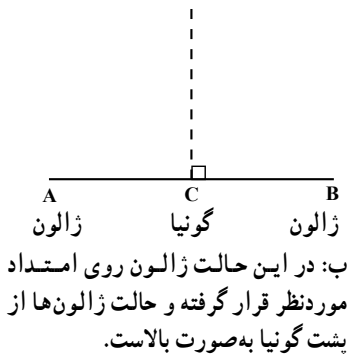 A C B
ژالون گونیا ژالون
ب: در این حالت ژالون روی امتداد
موردنظر قرار گرفته و حالت ژالون‌ها از
پشت گونیا به‌صورت بالاست.